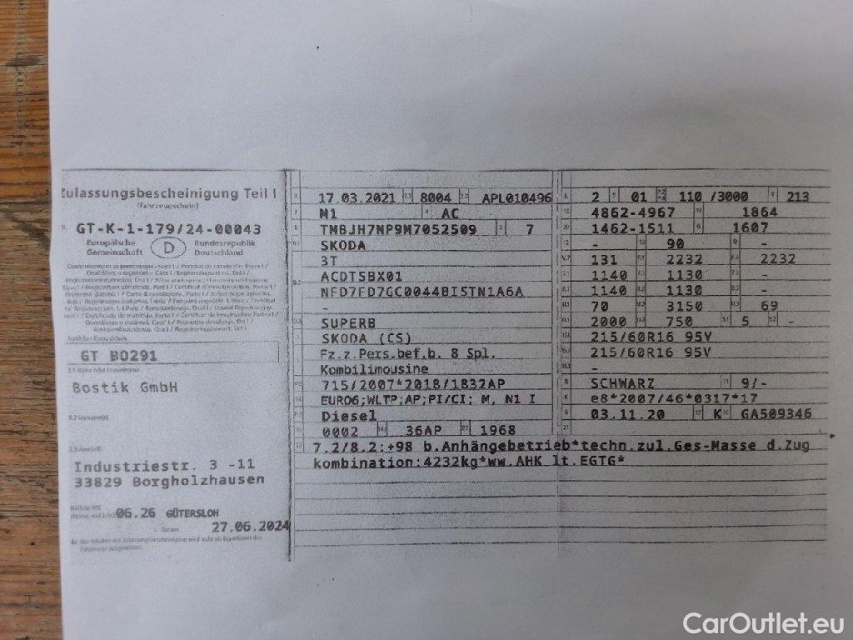 Zulassungsbescheinigung Teil I
(Fahrzeugschein)
GT-K-1-179/24-00043
Europäische Gemeinschaft D Bundesrepublik Deutschland
GT BO291
Bostik GmbH
Industriestr. 3 -11
33829 Borgholzhausen
06.26 GÜTERSLOH
27.06.2024
17.03.2021 8004 APL010496
M1 AC
TMBJH7NP9M7052509 7
SKODA
3T
ACDTSBX01
NFD7FD7GC0044BISTN1A6A
-
SUPERB
SKODA (CS)
Fz.z.Pers.bef.b. 8 Spl.
Kombilimousine
715/2007*2018/1832AP
EURO6;WLTP;AP;PI/CI; M, N1 I
Diesel
0002 36AP 1968
2 01 110 /3000 213
4862-4967 1864
1462-1511 1607
- 90 -
131 2232 2232
1140 1130 -
1140 1130 -
70 3150 69
2000 750 5 -
215/60R16 95V
215/60R16 95V
-
SCHWARZ 9/-
e8*2007/46*0317*17
03.11.20 K GA509346
7.2/8.2:+98 b.Anhängebetrieb*techn.zul.Ges-Masse d.Zug
kombination:4232kg*ww.AHK lt.EGTG*
CarOutlet.eu